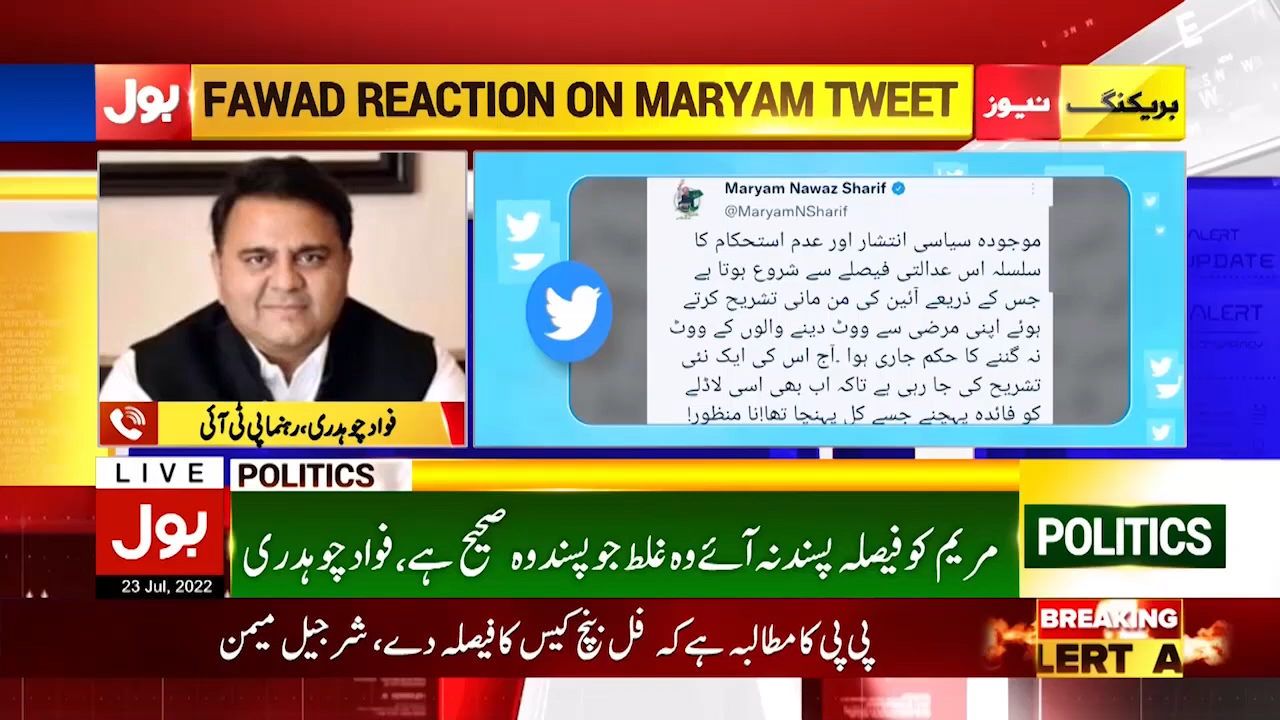 بول
FAWAD REACTION ON MARYAM TWEET
نیوز
بریکنگ
Maryam Nawaz Sharif
@MaryamNSharif
موجودہ سیاسی انتشار اور عدم استحکام کا
سلسلہ اس عدالتی فیصلے سے شروع ہوتا ہے
جس کے ذریعے آئین کی من مانی تشریح کرتے
ہوئے اپنی مرضی سے ووٹ دینے والوں کے ووٹ
نہ گننے کا حکم جاری ہوا ۔آج اس کی ایک نئی
تشریح کی جا رہی ہے تاکہ اب بھی اسی لاڈلے
کو فائدہ پہنچے جسے کل پہنچا تھا!نا منظور!
فواد چوہدری، رہنما پی ٹی آئی
LIVE
POLITICS
بول
23 Jul, 2022
مریم کو فیصلہ پسند نہ آئے وہ غلط جو پسند وہ صحیح ہے، فواد چوہدری
POLITICS
پی پی کا مطالبہ ہے کہ فل بینچ کیس کا فیصلہ دے، شرجیل میمن
BREAKING
LERT A
ALERT
UPDATE
ALERT